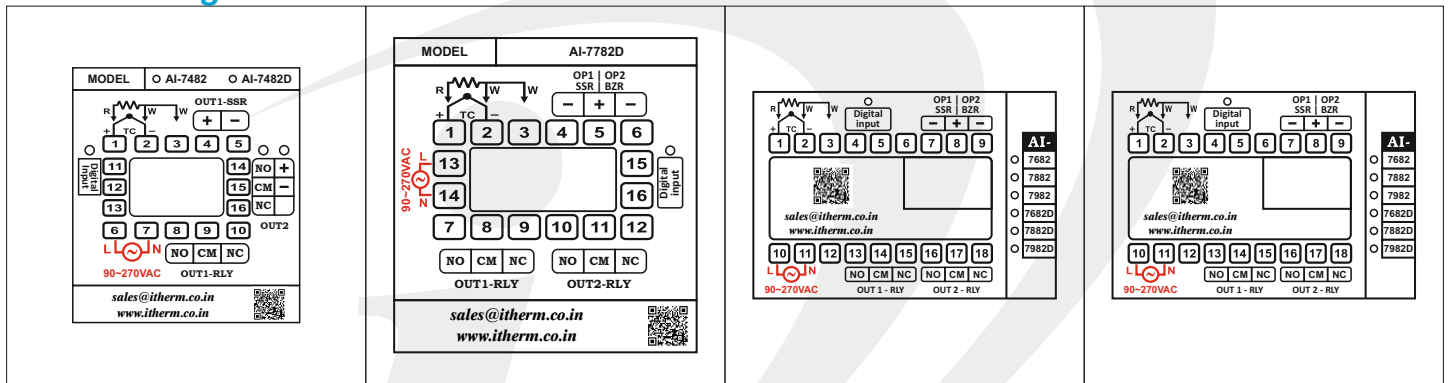 g
MODEL AI-7482 AI-7482D
R W W OUT1-SSR
+ TC − + −
1 2 3 4 5
Digital Input
11 14 NO +
12 15 CM −
13 16 NC
OUT2
6 7 8 9 10
L N NO CM NC
90~270VAC OUT1-RLY
sales@itherm.co.in
www.itherm.co.in
MODEL AI-7782D
OP1 | OP2
SSR | BZR
R W W − + −
+ TC −
1 2 3 4 5 6
90~270VAC L N
13 15
14 16
Digital input
7 8 9 10 11 12
NO CM NC NO CM NC
OUT1-RLY OUT2-RLY
sales@itherm.co.in
www.itherm.co.in
R W W
+ TC −
Digital
input
OP1 | OP2
SSR | BZR
− + −
1 2 3 4 5 6 7 8 9
sales@itherm.co.in
www.itherm.co.in
10 11 12 13 14 15 16 17 18
L N NO CM NC NO CM NC
90~270VAC OUT 1 - RLY OUT 2 - RLY
AI-
7682
7882
7982
7682D
7882D
7982D
R W W
+ TC −
Digital
input
OP1 | OP2
SSR | BZR
− + −
1 2 3 4 5 6 7 8 9
sales@itherm.co.in
www.itherm.co.in
10 11 12 13 14 15 16 17 18
L N NO CM NC NO CM NC
90~270VAC OUT 1 - RLY OUT 2 - RLY
AI-
7682
7882
7982
7682D
7882D
7982D